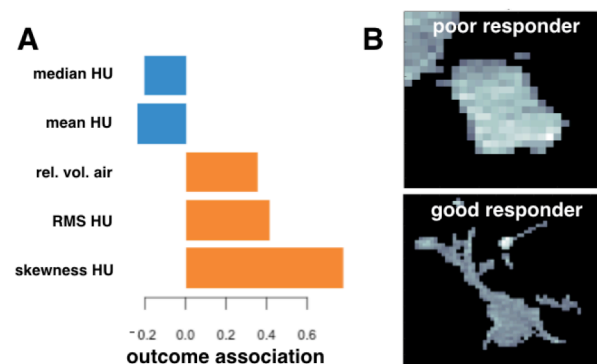 A
median HU
mean HU
rel. vol. air
RMS HU
skewness HU
-0.2 0.0 0.2 0.4 0.6
outcome association
B
poor responder
good responder